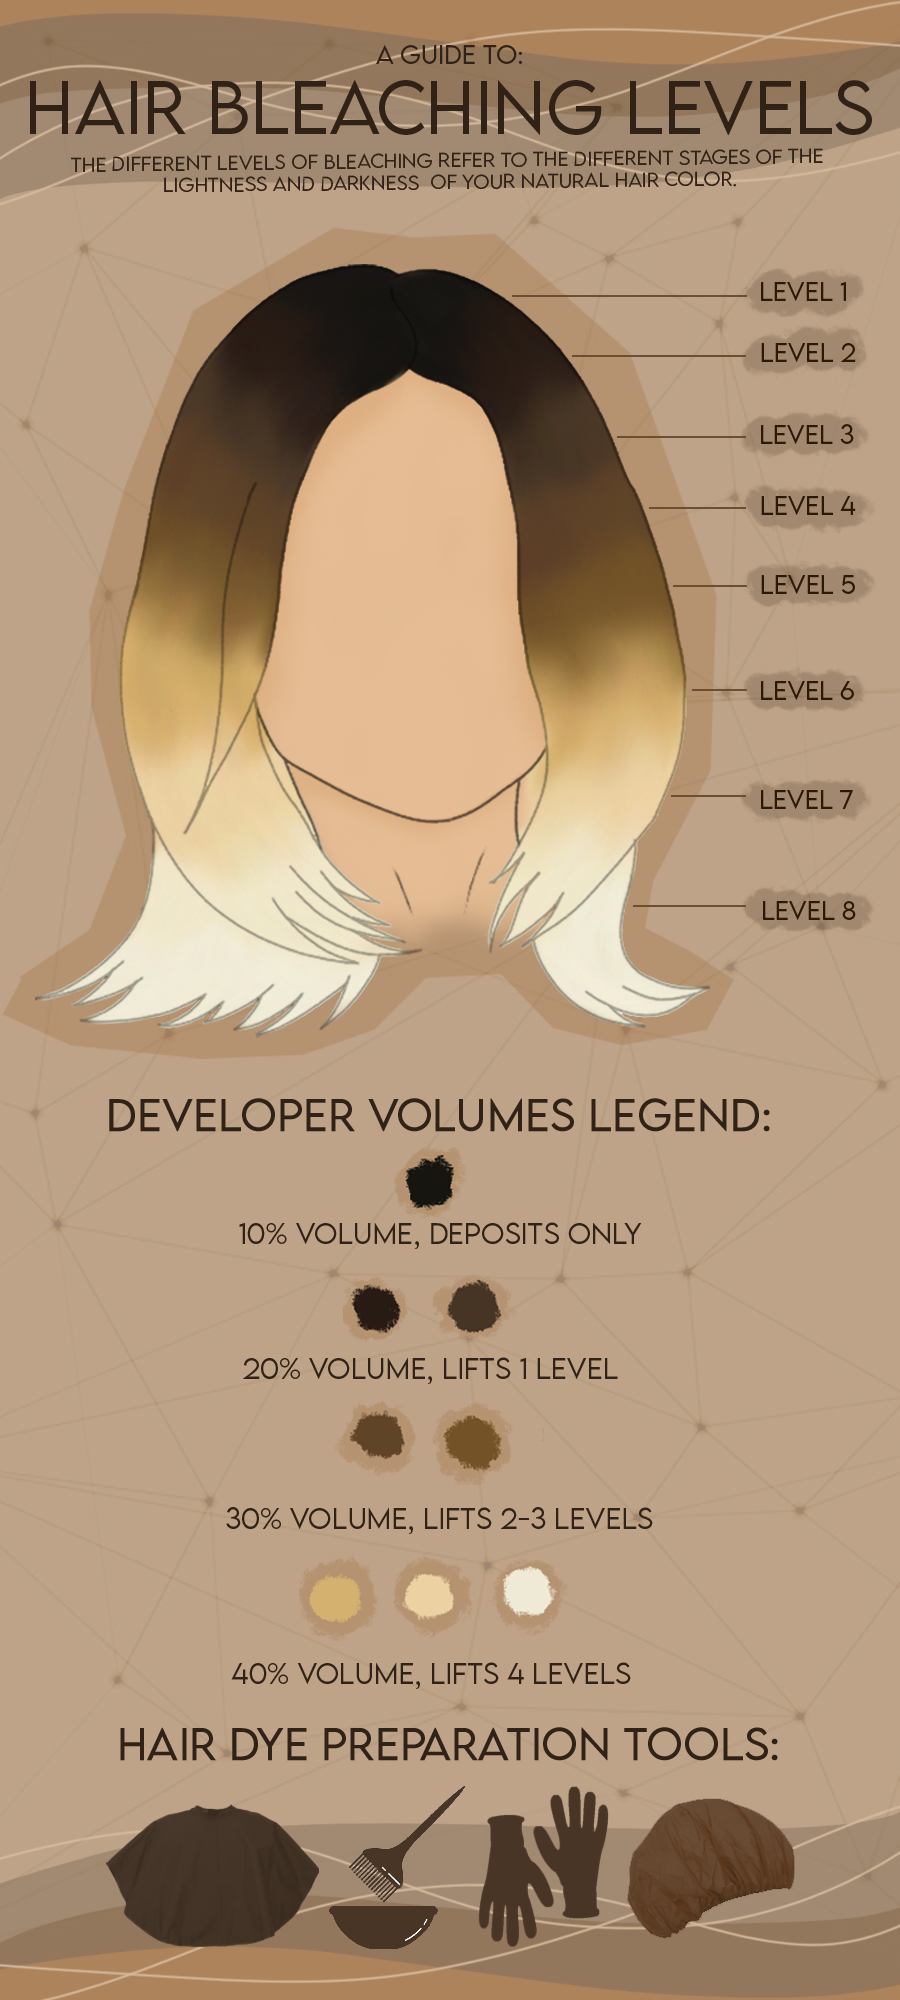 A GUIDE TO:
HAIR BLEACHING LEVELS
THE DIFFERENT LEVELS OF BLEACHING REFER TO THE DIFFERENT STAGES OF THE
LIGHTNESS AND DARKNESS OF YOUR NATURAL HAIR COLOR.
LEVEL 1
LEVEL 2
LEVEL 3
LEVEL 4
LEVEL 5
LEVEL 6
LEVEL 7
LEVEL 8
DEVELOPER VOLUMES LEGEND:
10% VOLUME, DEPOSITS ONLY
20% VOLUME, LIFTS 1 LEVEL
30% VOLUME, LIFTS 2-3 LEVELS
40% VOLUME, LIFTS 4 LEVELS
HAIR DYE PREPARATION TOOLS: